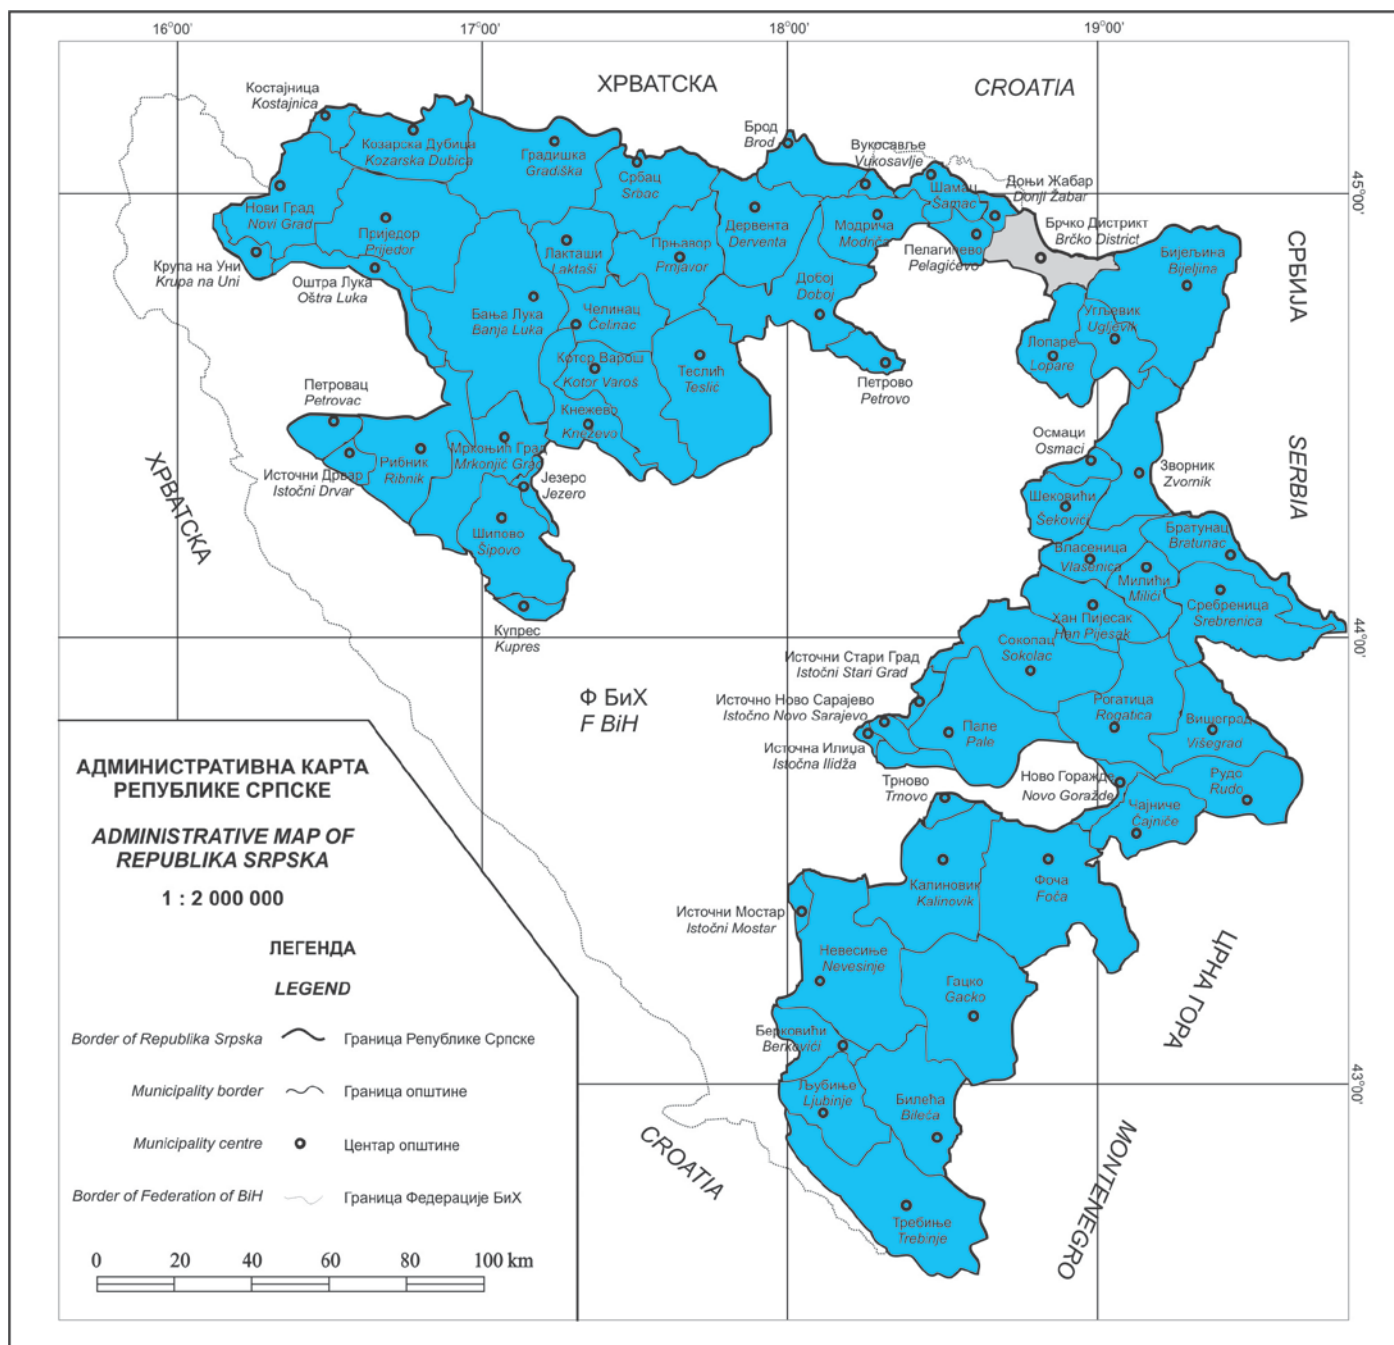 16°00'
17°00'
18°00'
19°00'
ХРВАТСКА
CROATIA
Костајница
Kostajnica
Козарска Дубица
Kozarska Dubica
Градишка
Gradiška
Србац
Srbac
Брод
Brod
Вукосавље
Vukosavlje
Шамац
Šamac
Доњи Жабар
Donji Žabar
45°00'
Брчко Дистрикт
Brčko District
Нови Град
Novi Grad
Приједор
Prijedor
Лакташи
Laktaši
Прњавор
Prnjavor
Дервента
Derventa
Модрича
Modriča
Пелагићево
Pelagićevo
Бијељина
Bijeljina
СРБИЈА
Крупа на Уни
Krupa na Uni
Оштра Лука
Oštra Luka
Бања Лука
Banja Luka
Челинац
Čelinac
Добој
Doboj
Угљевик
Ugljevik
Лопаре
Lopare
Котор Варош
Kotor Varoš
Теслић
Teslić
Петрово
Petrovo
Петровац
Petrovac
Кнежево
Kneževo
Осмаци
Osmaci
SERBIA
Источни Дрвар
Istočni Drvar
Рибник
Ribnik
Мркоњић Град
Mrkonjić Grad
Језеро
Jezero
Зворник
Zvornik
ХРВАТСКА
Шековићи
Šekovići
Шипово
Šipovo
Братунац
Bratunac
Власеница
Vlasenica
Милићи
Milići
Сребреница
Srebrenica
Купрес
Kupres
Хан Пијесак
Han Pijesak
44°00'
Соколац
Sokolac
Источни Стари Град
Istočni Stari Grad
Ф БиХ
F BiH
Источно Ново Сарајево
Istočno Novo Sarajevo
Рогатица
Rogatica
Вишеград
Višegrad
Пале
Pale
Источна Илиџа
Istočna Ilidža
Трново
Trnovo
Ново Горажде
Novo Goražde
Рудо
Rudo
Чајниче
Čajniče
АДМИНИСТРАТИВНА КАРТА
РЕПУБЛИКЕ СРПСКЕ
ADMINISTRATIVE MAP OF
REPUBLIKA SRPSKA
1 : 2 000 000
Калиновик
Kalinovik
Фоча
Foča
Источни Мостар
Istočni Mostar
Невесиње
Nevesinje
Гацко
Gacko
ЦРНА ГОРА
Берковићи
Berkovići
43°00'
Љубиње
Ljubinje
Билећа
Bileća
CROATIA
MONTENEGRO
Требиње
Trebinje
ЛЕГЕНДА
LEGEND
Border of Republika Srpska
Граница Републике Српске
Municipality border
Граница општине
Municipality centre
Центар општине
Border of Federation of BiH
Граница Федерације БиХ
0 20 40 60 80 100 km